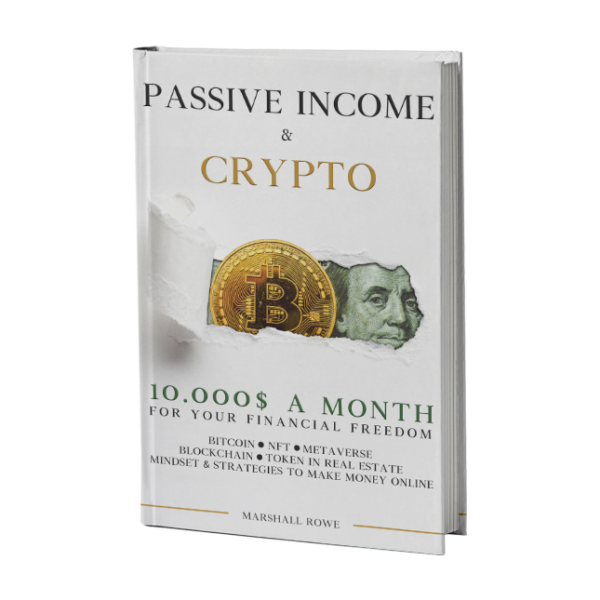 PASSIVE INCOME
&
CRYPTO
10.000$ A MONTH
FOR YOUR FINANCIAL FREEDOM
BITCOIN ● NFT ● METAVERSE
BLOCKCHAIN ● TOKEN IN REAL ESTATE
MINDSET & STRATEGIES TO MAKE MONEY ONLINE
MARSHALL ROWE